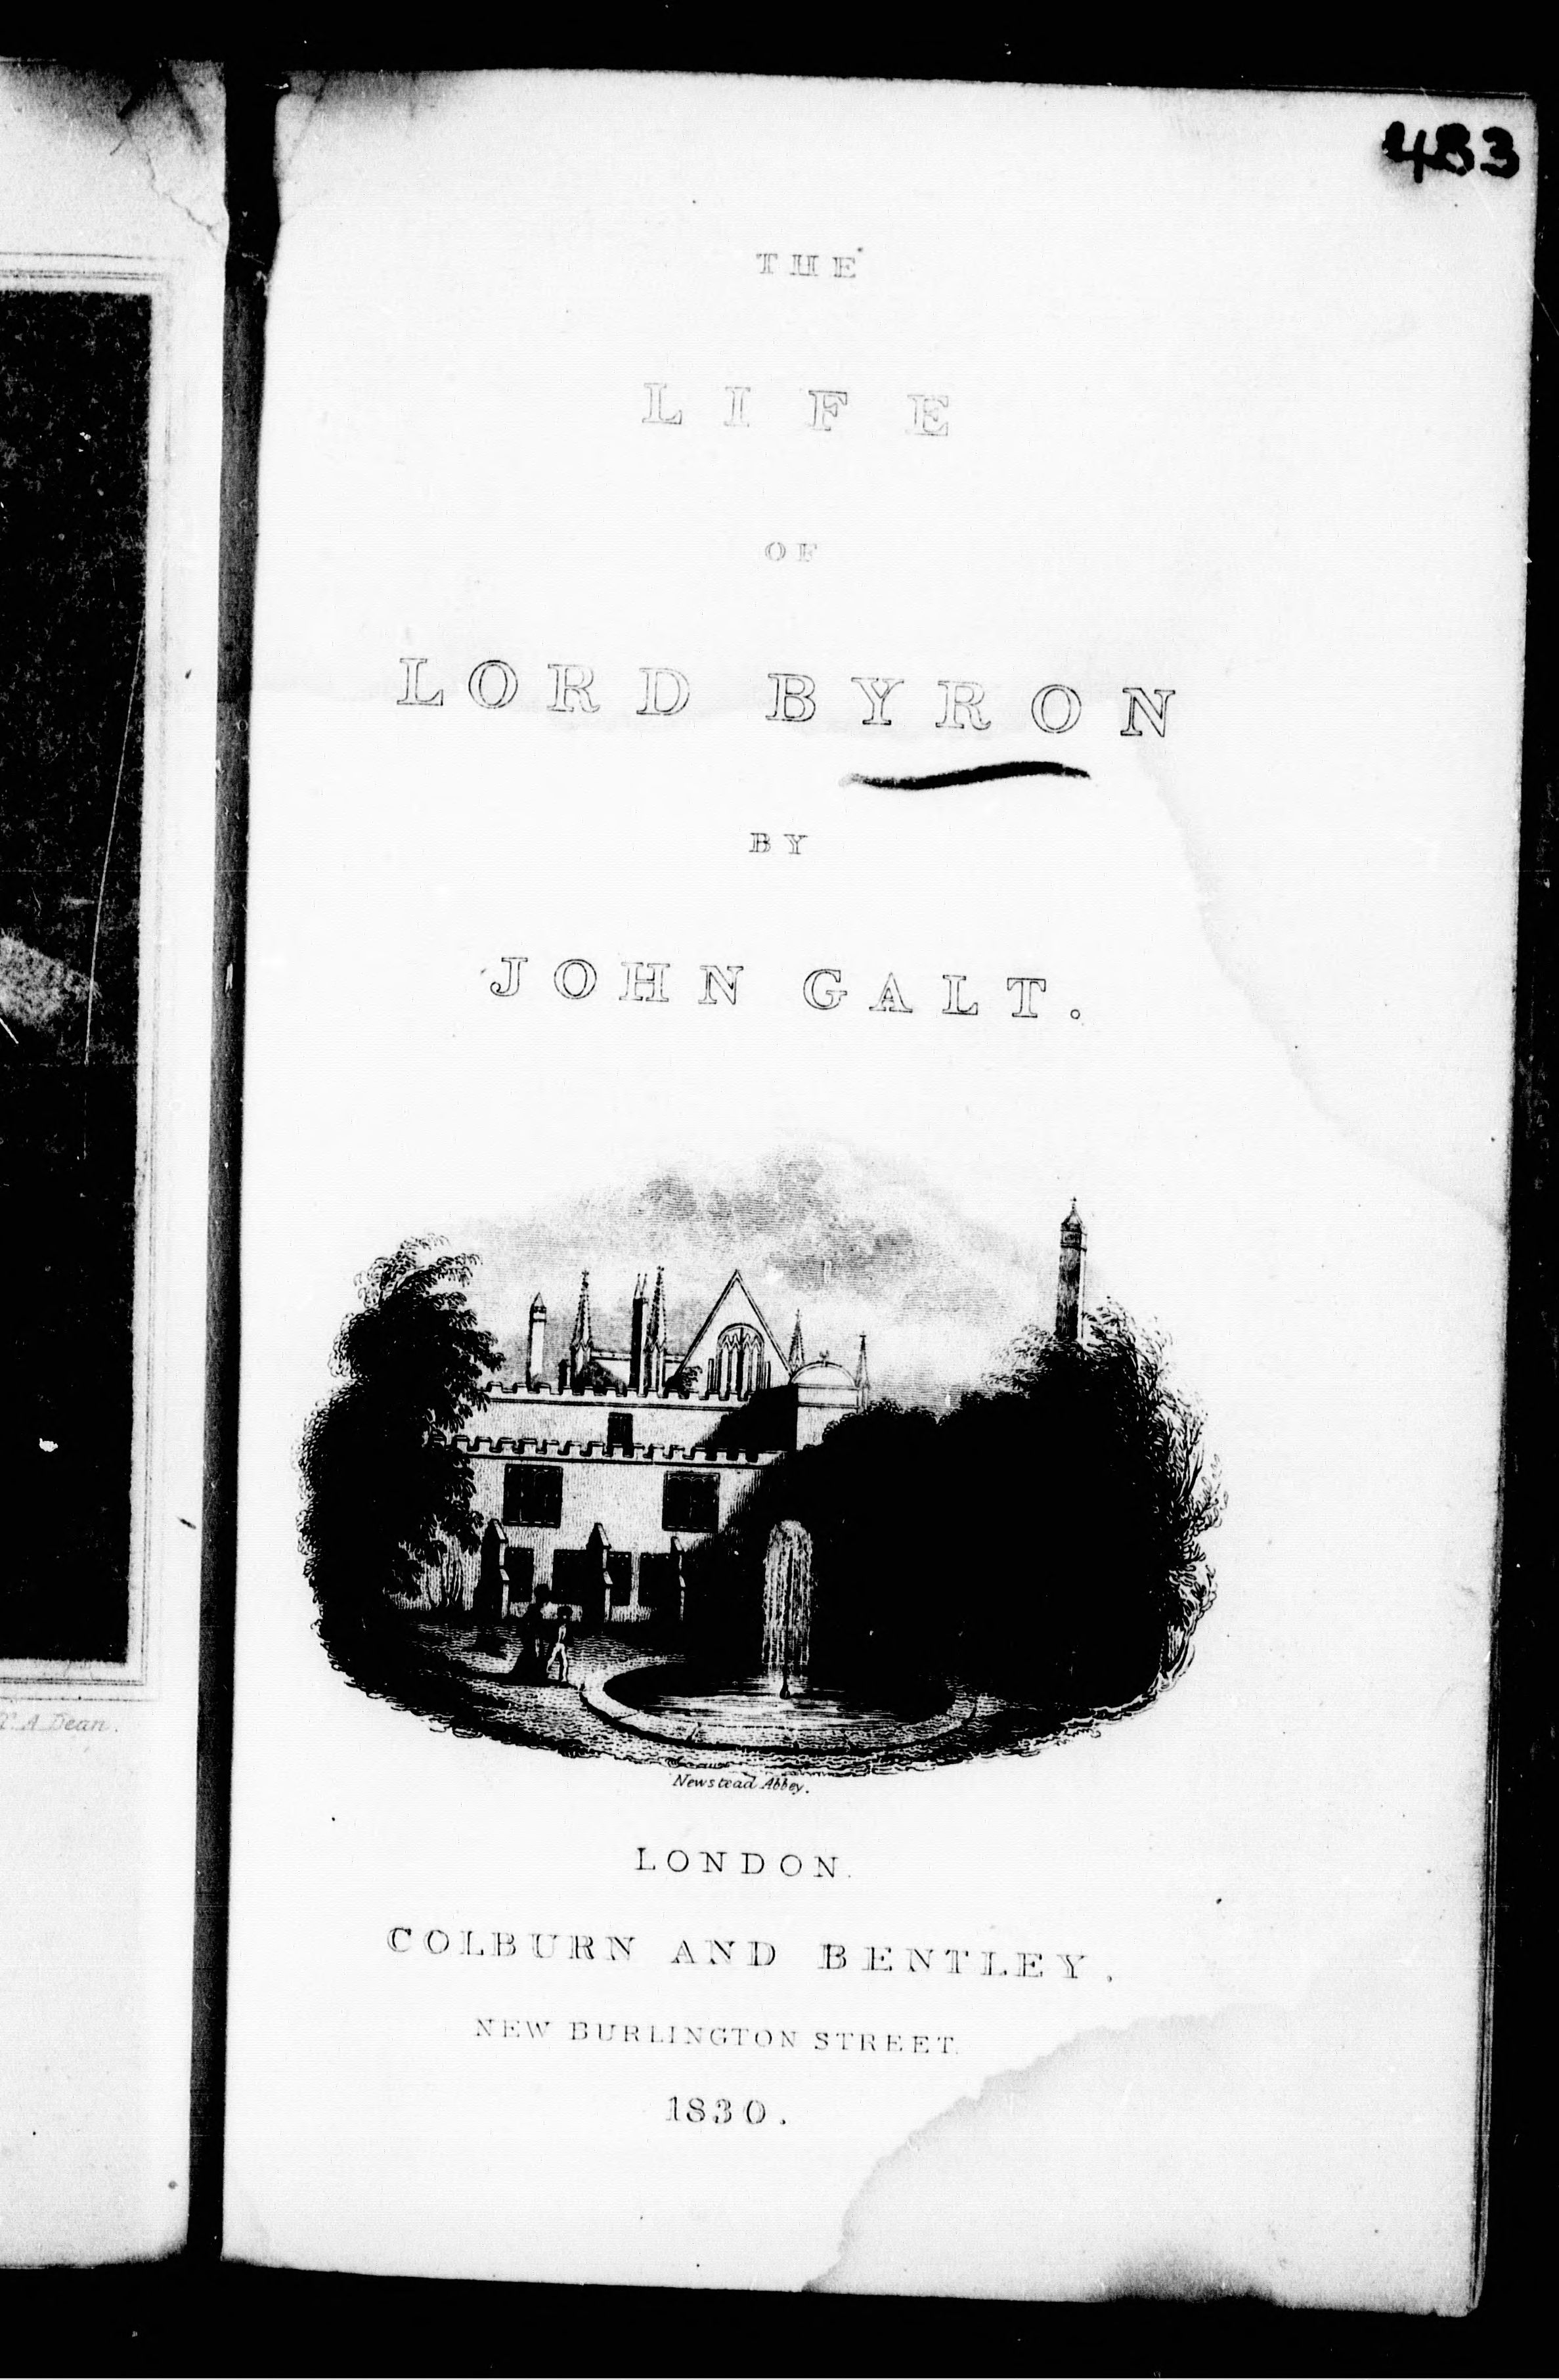 483
THE
LIFE
OF
LORD BYRON
BY
JOHN GALT.
Newstead Abbey.
LONDON.
COLBURN AND BENTLEY.
NEW BURLINGTON STREET.
1830.
T. A. Dean.